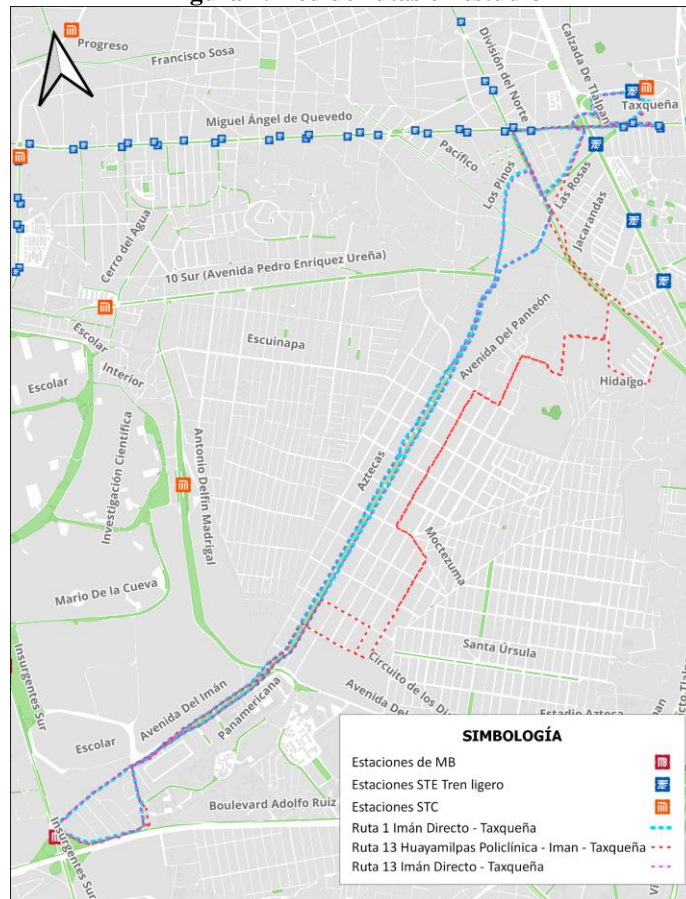 Progreso
Francisco Sosa
División del Norte
Calzada De Tlálpan
Taxqueña
Miguel Ángel de Quevedo
Pacífico
Los Pinos
Las Rosas
Jacarandas
Cerro del Agua
10 Sur (Avenida Pedro Enríquez Ureña)
Escolar
Interior
Escuinapa
Avenida Del Panteón
Hidalgo
Escolar
Investigación Científica
Antonio Delfín Madrigal
Aztecas
Moctezuma
Mario De la Cueva
Santa Úrsula
Insurgentes Sur
Avenida Del Imán
Panamericana
Circuito de los
Avenida Del
Estadio Azteca
Escolar
Boulevard Adolfo Ruiz
Insurgentes Sur
SIMBOLOGÍA
Estaciones de MB
Estaciones STE Tren ligero
Estaciones STC
Ruta 1 Imán Directo - Taxqueña
Ruta 13 Huayamilpas Policlínica - Iman - Taxqueña
Ruta 13 Imán Directo - Taxqueña